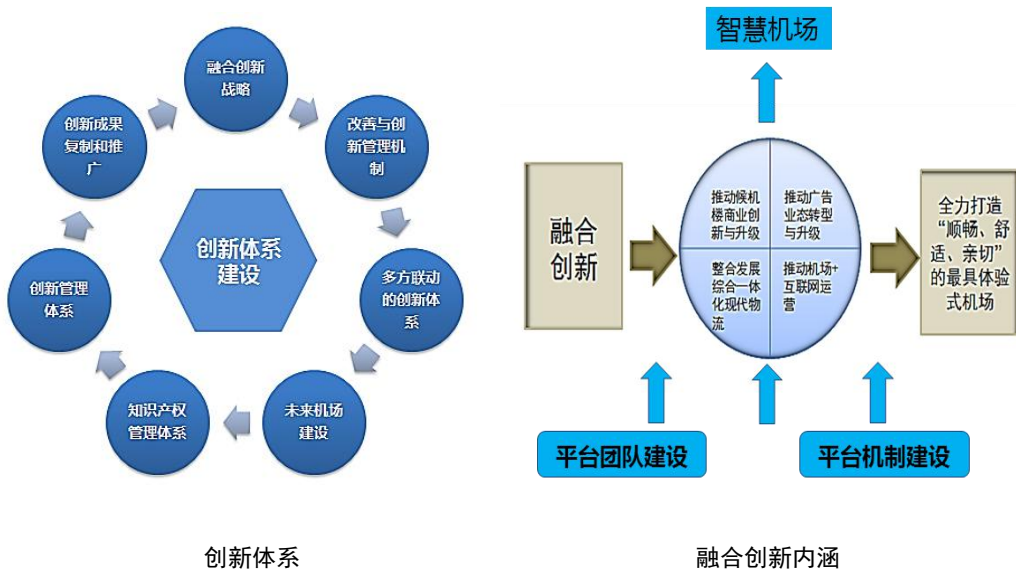 融合创新
战略
改善与创
新管理机
制
多方联动
的创新体
系
未来机场
建设
知识产权
管理体系
创新管理
体系
创新成果
复制和推
广
创新体系
建设
创新体系
智慧机场
融合
创新
推动候机
楼商业创
新与升级
推动广告
业态转型
与升级
整合发展
综合一体
化现代物
流
推动机场+
互联网运
营
全力打造
“顺畅、舒
适、亲切”
的最具体验
式机场
平台团队建设
平台机制建设
融合创新内涵